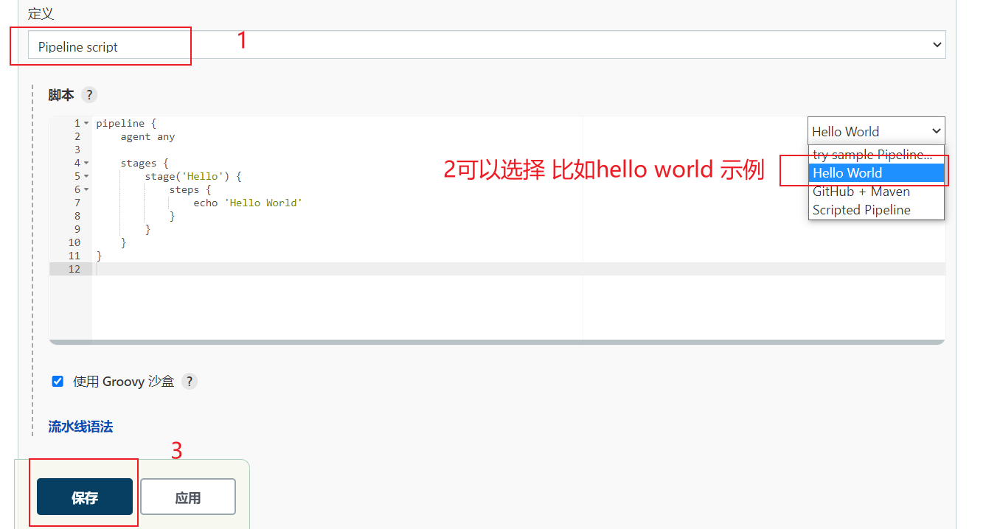 定义
Pipeline script
1
脚本 ?
1 pipeline {
2     agent any
3
4     stages {
5         stage('Hello') {
6             steps {
7                 echo 'Hello World'
8             }
9         }
10     }
11 }
12
Hello World
try sample Pipeline...
2可以选择 比如hello world 示例
Hello World
GitHub + Maven
Scripted Pipeline
使用 Groovy 沙盒 ?
流水线语法
3
保存
应用